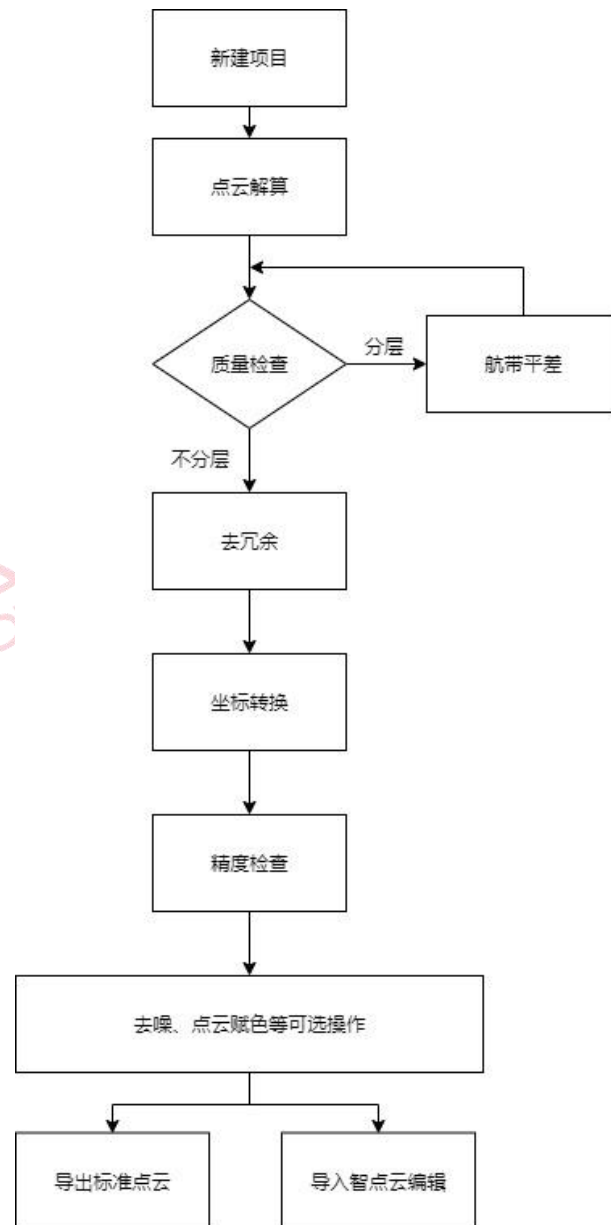 新建项目
点云解算
质量检查
分层
航带平差
不分层
去冗余
坐标转换
精度检查
去噪、点云赋色等可选操作
导出标准点云
导入智点云编辑